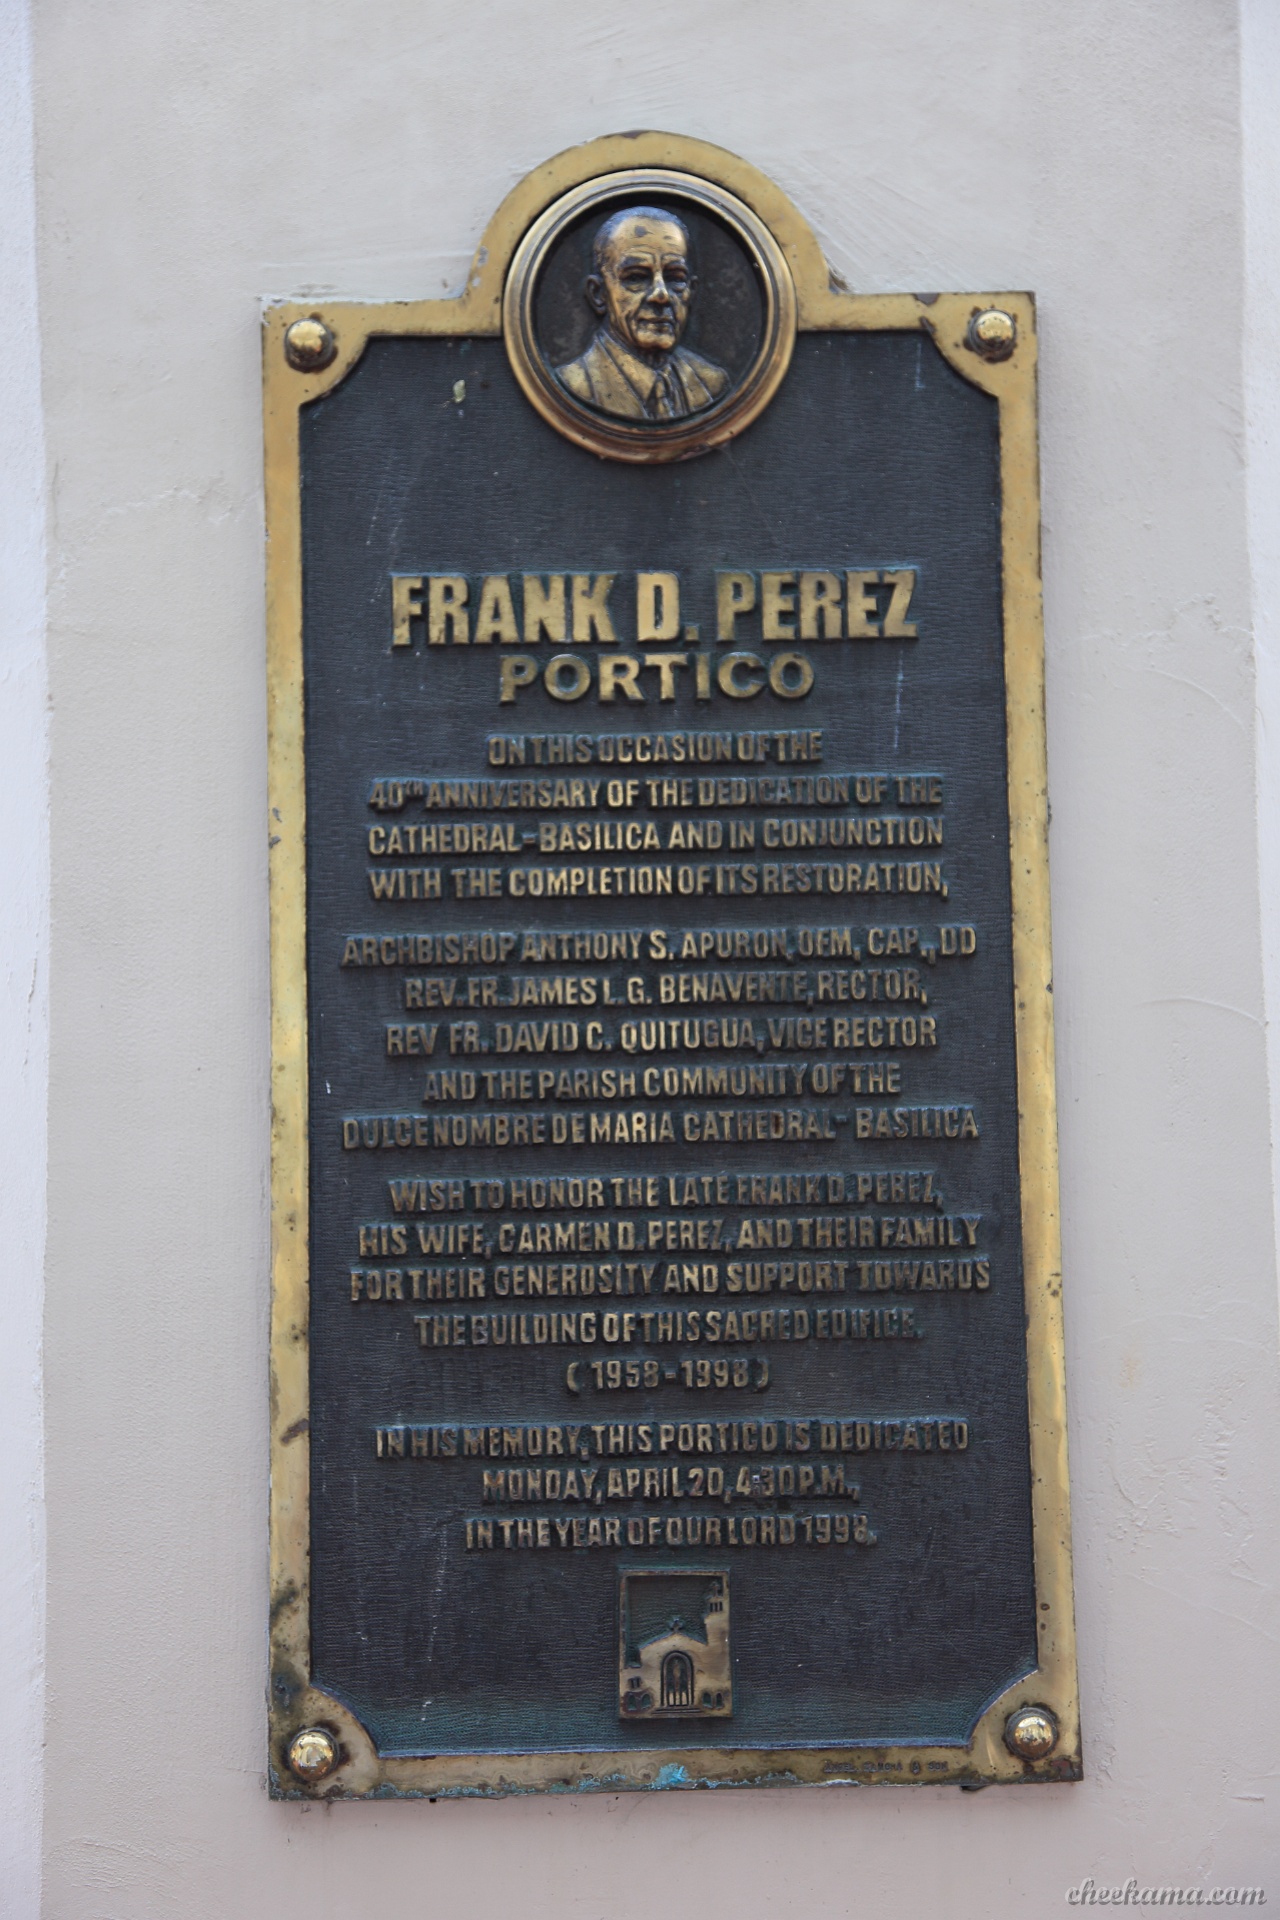 FRANK D. PEREZ
PORTICO
ON THIS OCCASION OF THE
40TH ANNIVERSARY OF THE DEDICATION OF THE
CATHEDRAL-BASILICA AND IN CONJUNCTION
WITH THE COMPLETION OF ITS RESTORATION,
ARCHBISHOP ANTHONY S. APURON, OFM, CAP., DD
REV. FR. JAMES L.G. BENAVENTE, RECTOR,
REV FR. DAVID C. QUITUGUA, VICE RECTOR
AND THE PARISH COMMUNITY OF THE
DULCE NOMBRE DE MARIA CATHEDRAL- BASILICA
WISH TO HONOR THE LATE FRANK D. PEREZ,
HIS WIFE, CARMEN D. PEREZ, AND THEIR FAMILY
FOR THEIR GENEROSITY AND SUPPORT TOWARDS
THE BUILDING OF THIS SACRED EDIFICE.
( 1958 - 1998 )
IN HIS MEMORY, THIS PORTICO IS DEDICATED
MONDAY, APRIL 20, 4:30 P.M.,
IN THE YEAR OF OUR LORD 1998.
cheekama.com